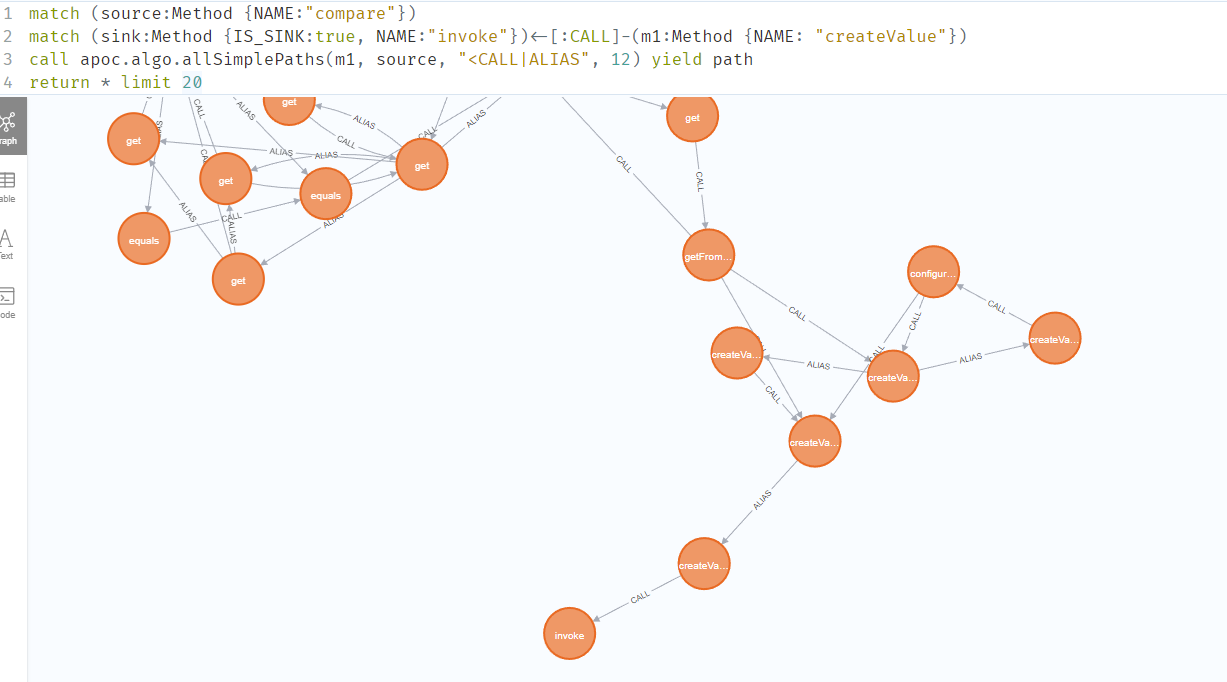 1 match (source:Method {NAME:"compare"})
2 match (sink:Method {IS_SINK:true, NAME:"invoke"})<-[:CALL]-(m1:Method {NAME: "createValue"})
3 call apoc.algo.allSimplePaths(m1, source, "<CALL|ALIAS", 12) yield path
4 return * limit 20
raph
able
ext
ode
get
CALL
ALIAS
get
ALIAS
CALL
CALL
ALIAS
get
get
ALIAS
ALIAS
get
get
equals
ALIAS
CALL
ALIAS
equals
get
CALL
CALL
getFrom...
configur...
CALL
CALL
CALL
CALL
createVa...
createVa...
ALIAS
ALIAS
createVa...
CALL
createVa...
ALIAS
createVa...
CALL
invoke